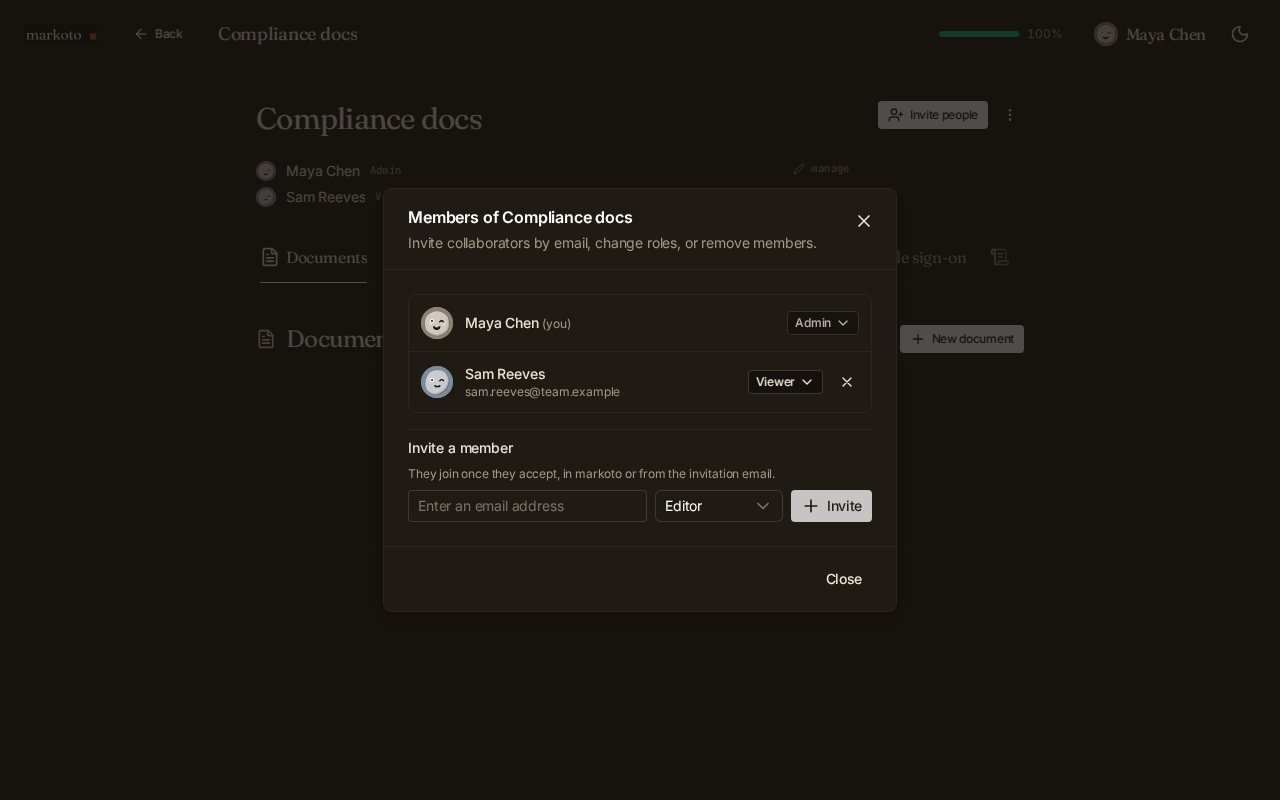 markoto
Back
Compliance docs
100%
Maya Chen
Compliance docs
Invite people
Maya Chen Admin
manage
Sam Reeves
Members of Compliance docs
Invite collaborators by email, change roles, or remove members.
Documents
sign-on
Maya Chen (you)
Admin
New document
Sam Reeves
sam.reeves@team.example
Viewer
Invite a member
They join once they accept, in markoto or from the invitation email.
Enter an email address
Editor
Invite
Close